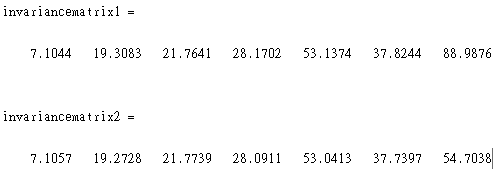 invariancematrix1 =
7.1044 19.3083 21.7641 28.1702 53.1374 37.8244 88.9876
invariancematrix2 =
7.1057 19.2728 21.7739 28.0911 53.0413 37.7397 54.7038